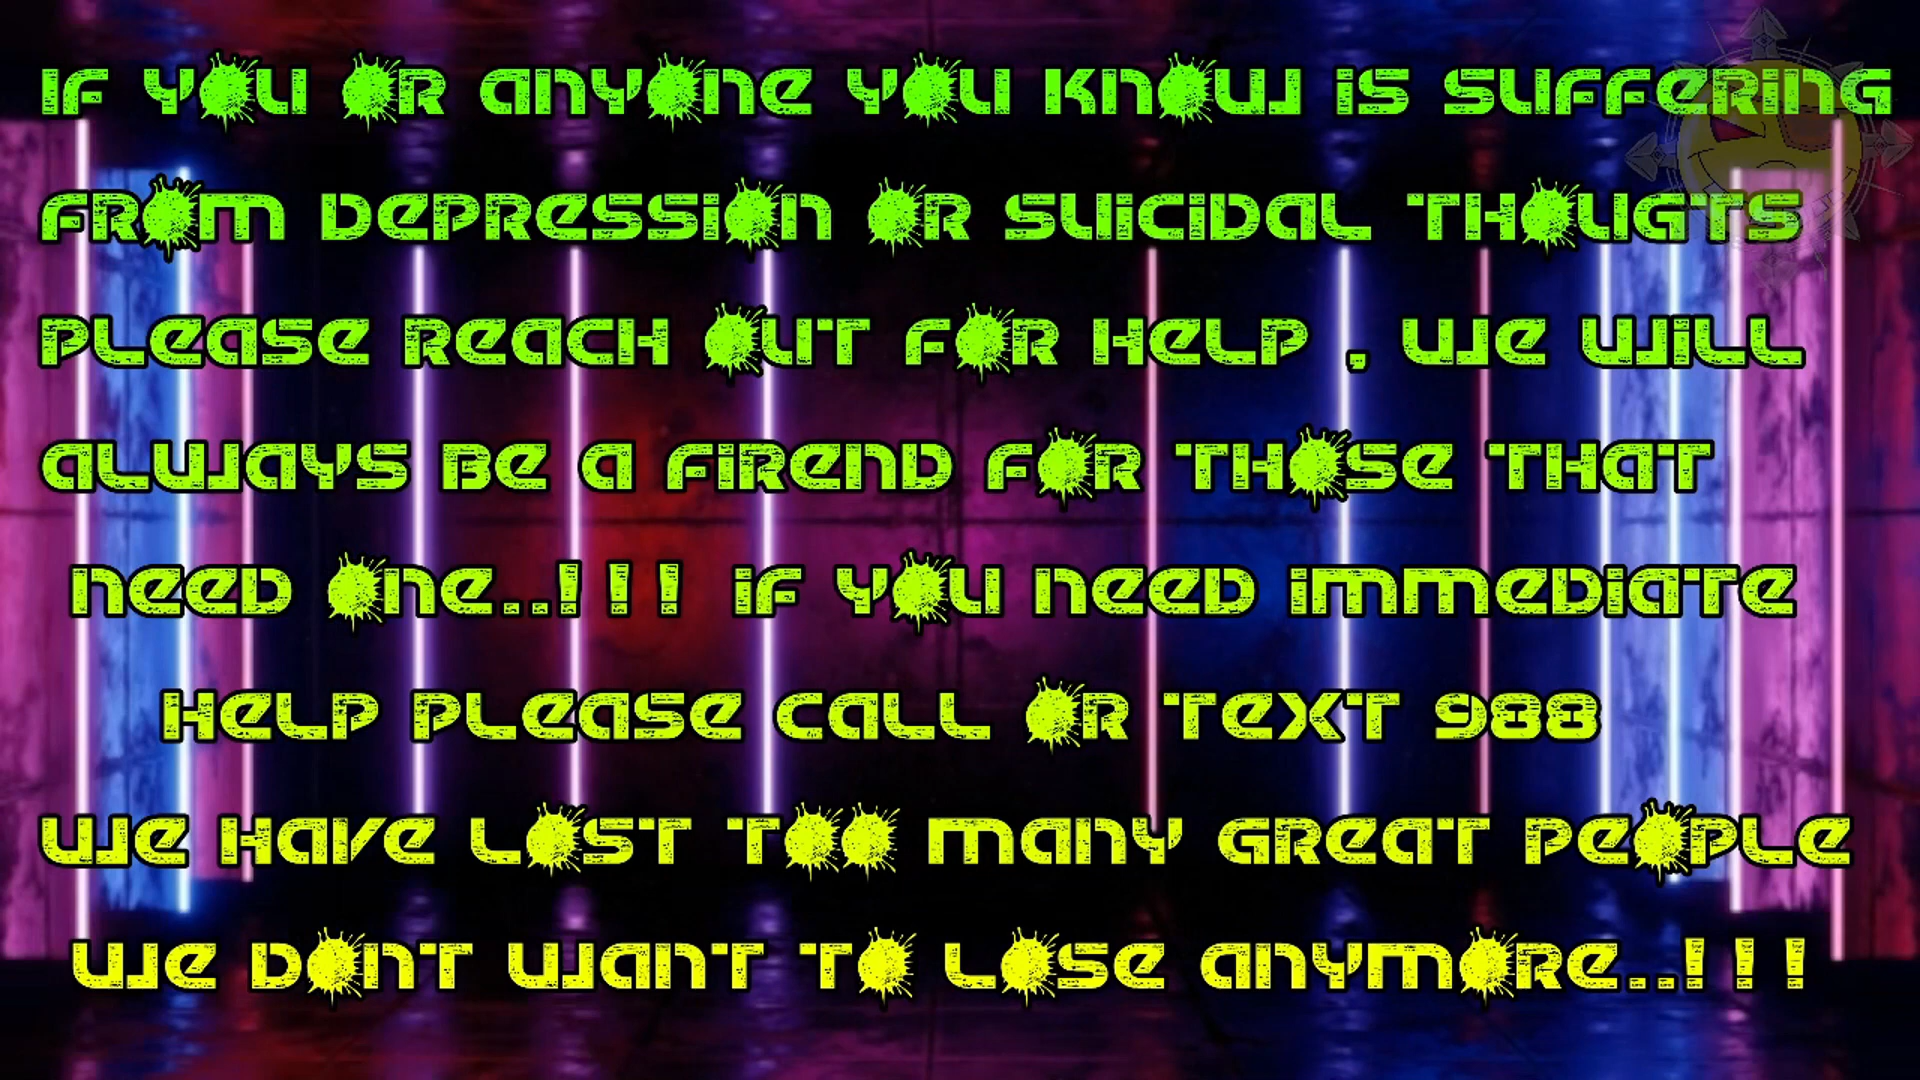 IF YOU OR ANYONE YOU KNOW IS SUFFERING
FROM DEPRESSION OR SUICIDAL THOUGTS
PLEASE REACH OUT FOR HELP , WE WILL
ALWAYS BE A FIREND FOR THOSE THAT
NEED ONE..!!! IF YOU NEED IMMEDIATE
HELP PLEASE CALL OR TEXT 988
WE HAVE LOST TOO MANY GREAT PEOPLE
WE DONT WANT TO LOSE ANYMORE..!!!